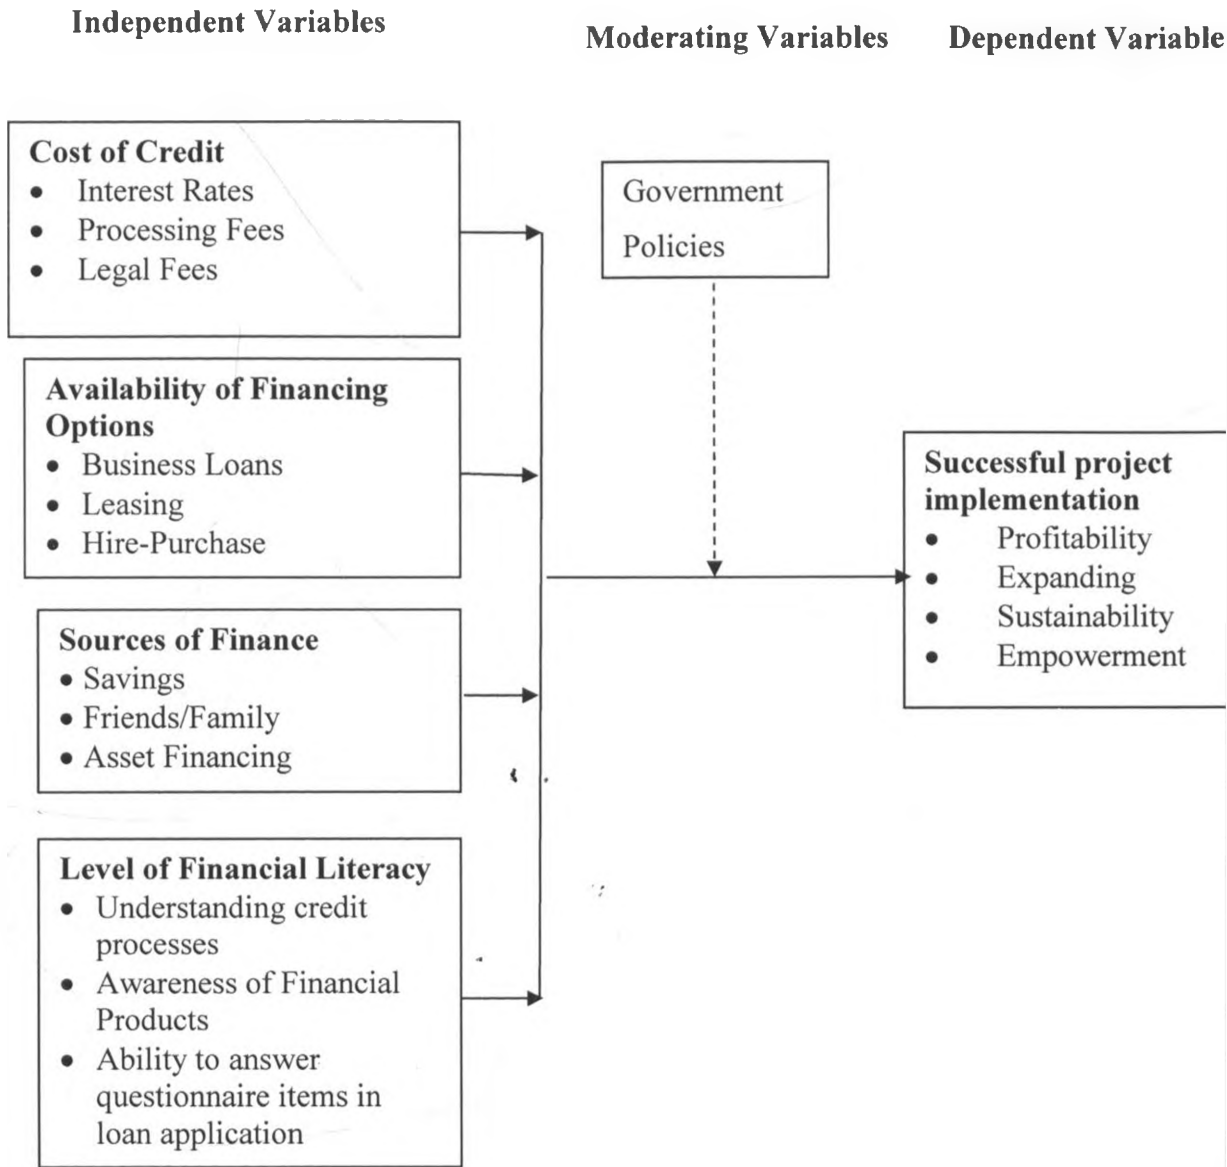 Independent Variables
Moderating Variables
Dependent Variable
Cost of Credit
• Interest Rates
• Processing Fees
• Legal Fees
Government
Policies
Availability of Financing
Options
• Business Loans
• Leasing
• Hire-Purchase
Successful project
implementation
• Profitability
• Expanding
• Sustainability
• Empowerment
Sources of Finance
• Savings
• Friends/Family
• Asset Financing
Level of Financial Literacy
• Understanding credit
processes
• Awareness of Financial
Products
• Ability to answer
questionnaire items in
loan application